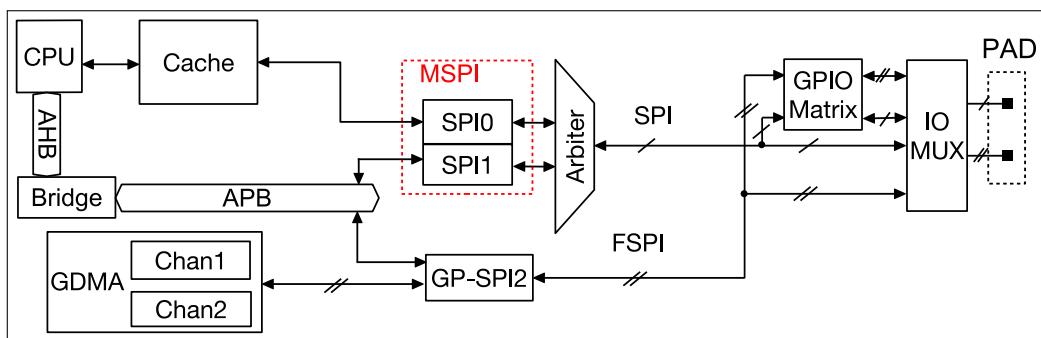 PAD
CPU
Cache
MSPI
GPIO
Matrix
SPI0
SPI
IO
MUX
AHB
SPI1
Arbiter
Bridge
APB
FSPI
GDMA
Chan1
Chan2
GP-SPI2